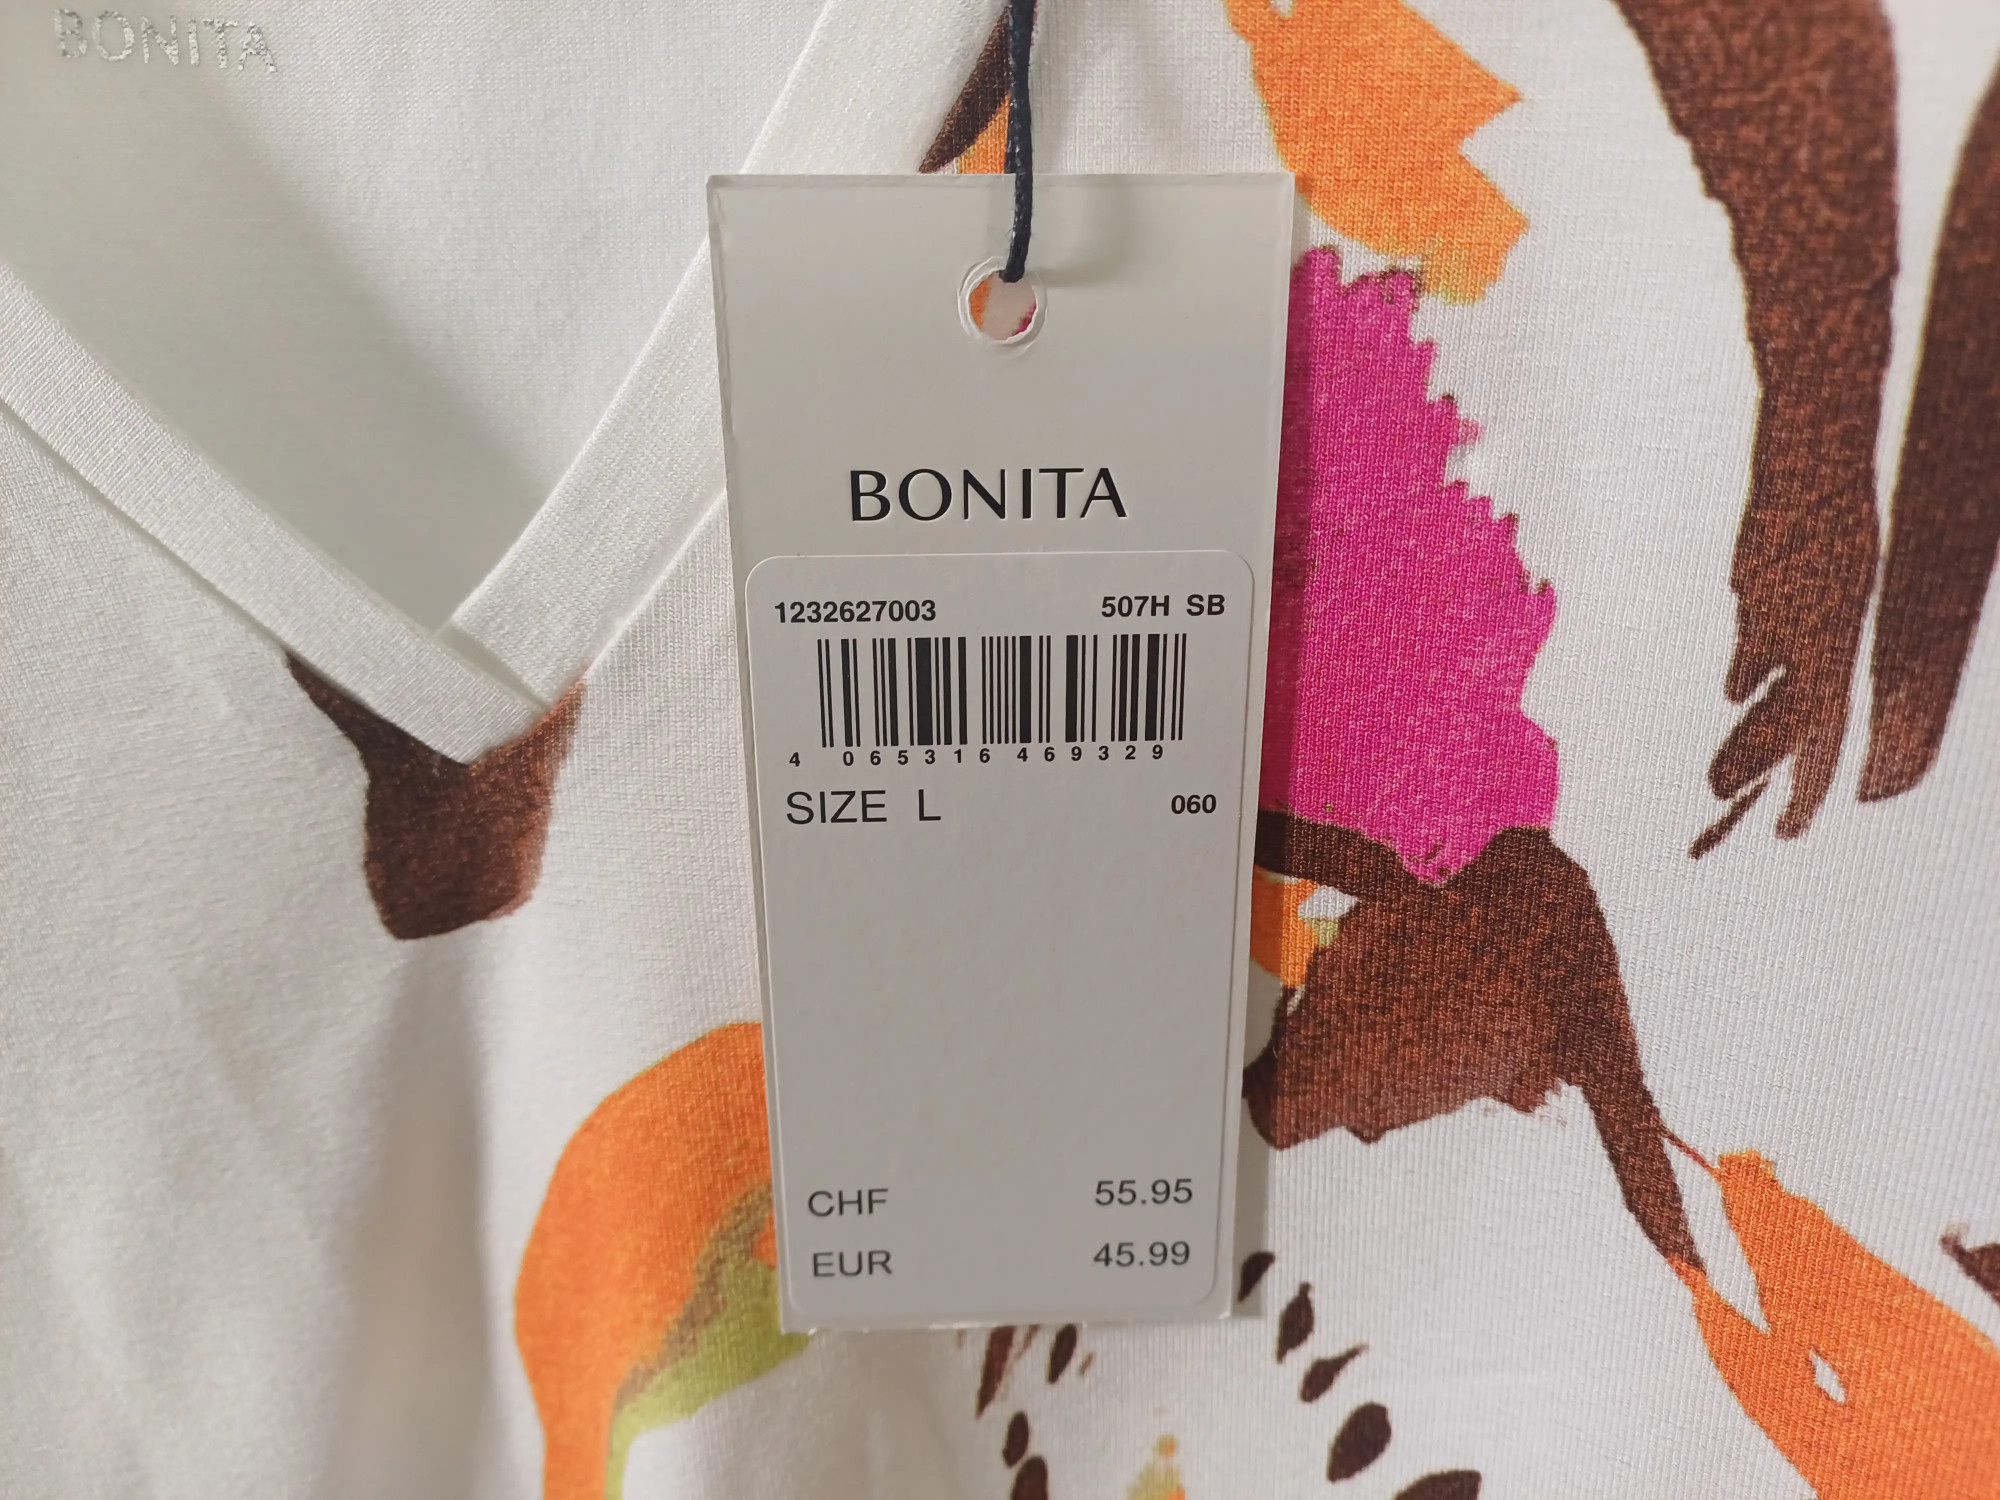 BONITA
BONITA
1232627003 507H SB
4 065316 469329
SIZE L 060
CHF 55.95
EUR 45.99